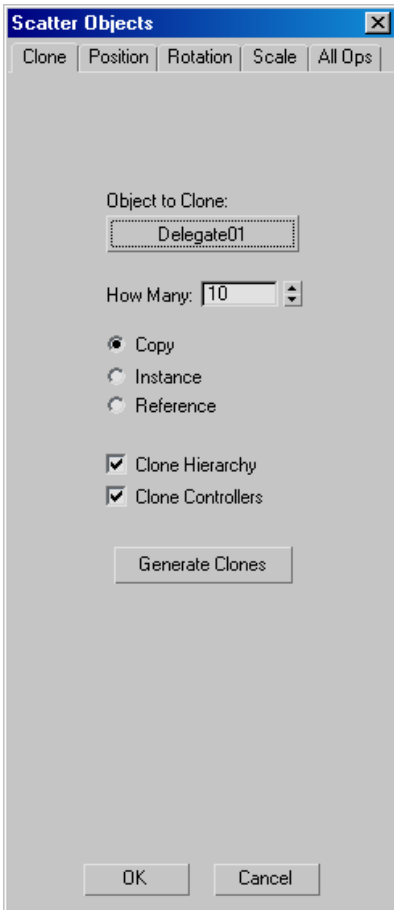 Scatter Objects
Clone Position Rotation Scale All Ops
Object to Clone:
Delegate01
How Many: 10
Copy
Instance
Reference
Clone Hierarchy
Clone Controllers
Generate Clones
OK Cancel